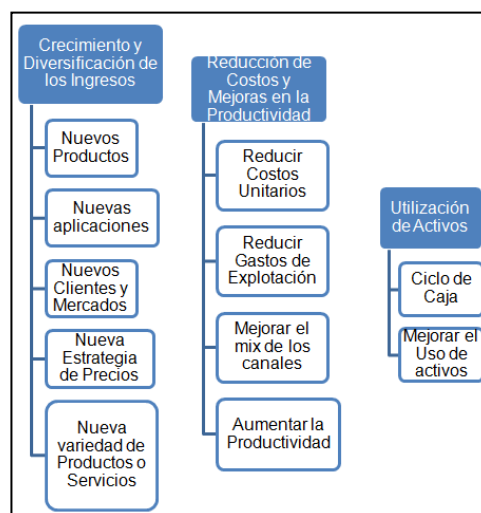 Crecimiento y
Diversificación de
los Ingresos
Nuevos
Productos
Nuevas
aplicaciones
Nuevos
Clientes y
Mercados
Nueva
Estrategia
de Precios
Nueva
variedad de
Productos o
Servicios
Reducción de
Costos y
Mejoras en la
Productividad
Reducir
Costos
Unitarios
Reducir
Gastos de
Explotación
Mejorar el
mix de los
canales
Aumentar la
Productividad
Utilización
de Activos
Ciclo de
Caja
Mejorar el
Uso de
activos